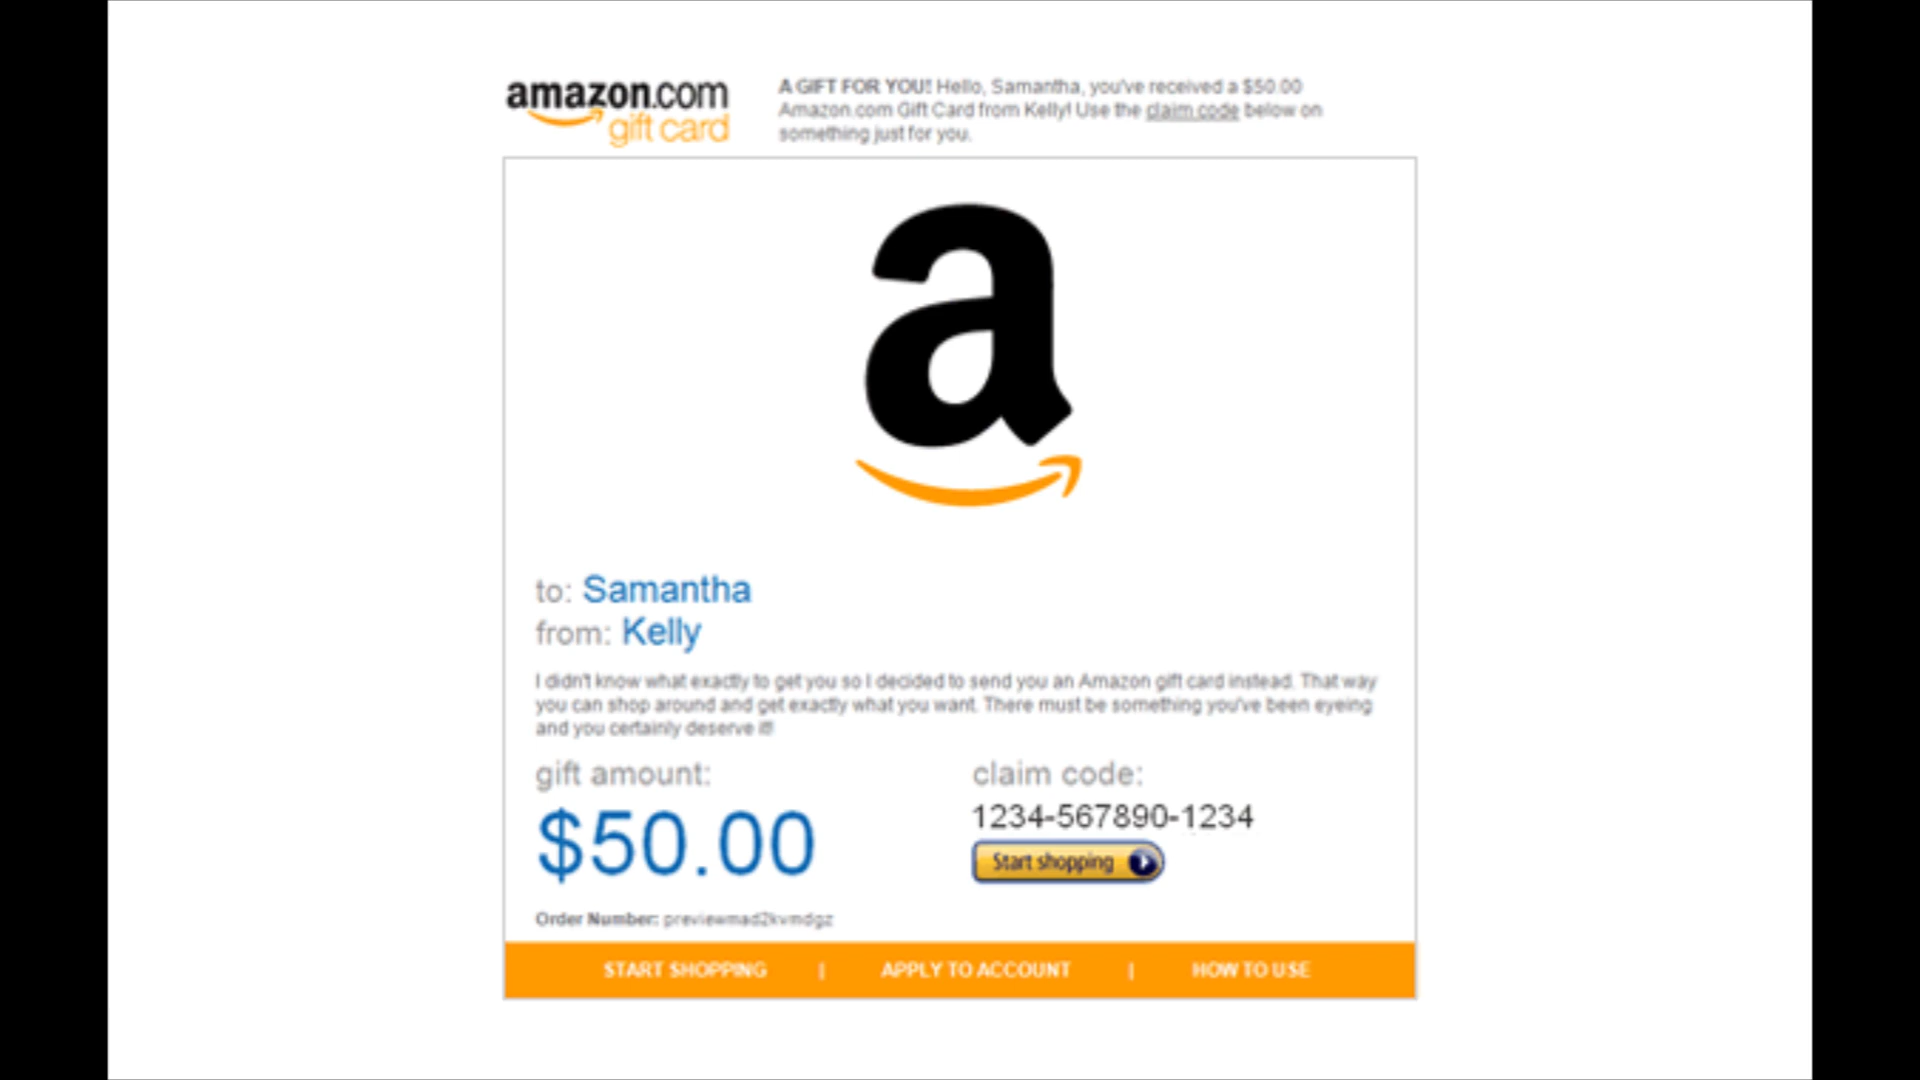 amazon.com
gift card
A GIFT FOR YOU! Hello, Samantha, you've received a $50.00
Amazon.com Gift Card from Kelly! Use the claim code below on
something just for you.
a
to: Samantha
from: Kelly
I didn't know what exactly to get you so I decided to send you an Amazon gift card instead. That way
you can shop around and get exactly what you want. There must be something you've been eyeing
and you certainly deserve it!!
gift amount:
$50.00
claim code:
1234-567890-1234
Start shopping
Order Number: previewmad2kvmdgz
START SHOPPING | APPLY TO ACCOUNT | HOW TO USE